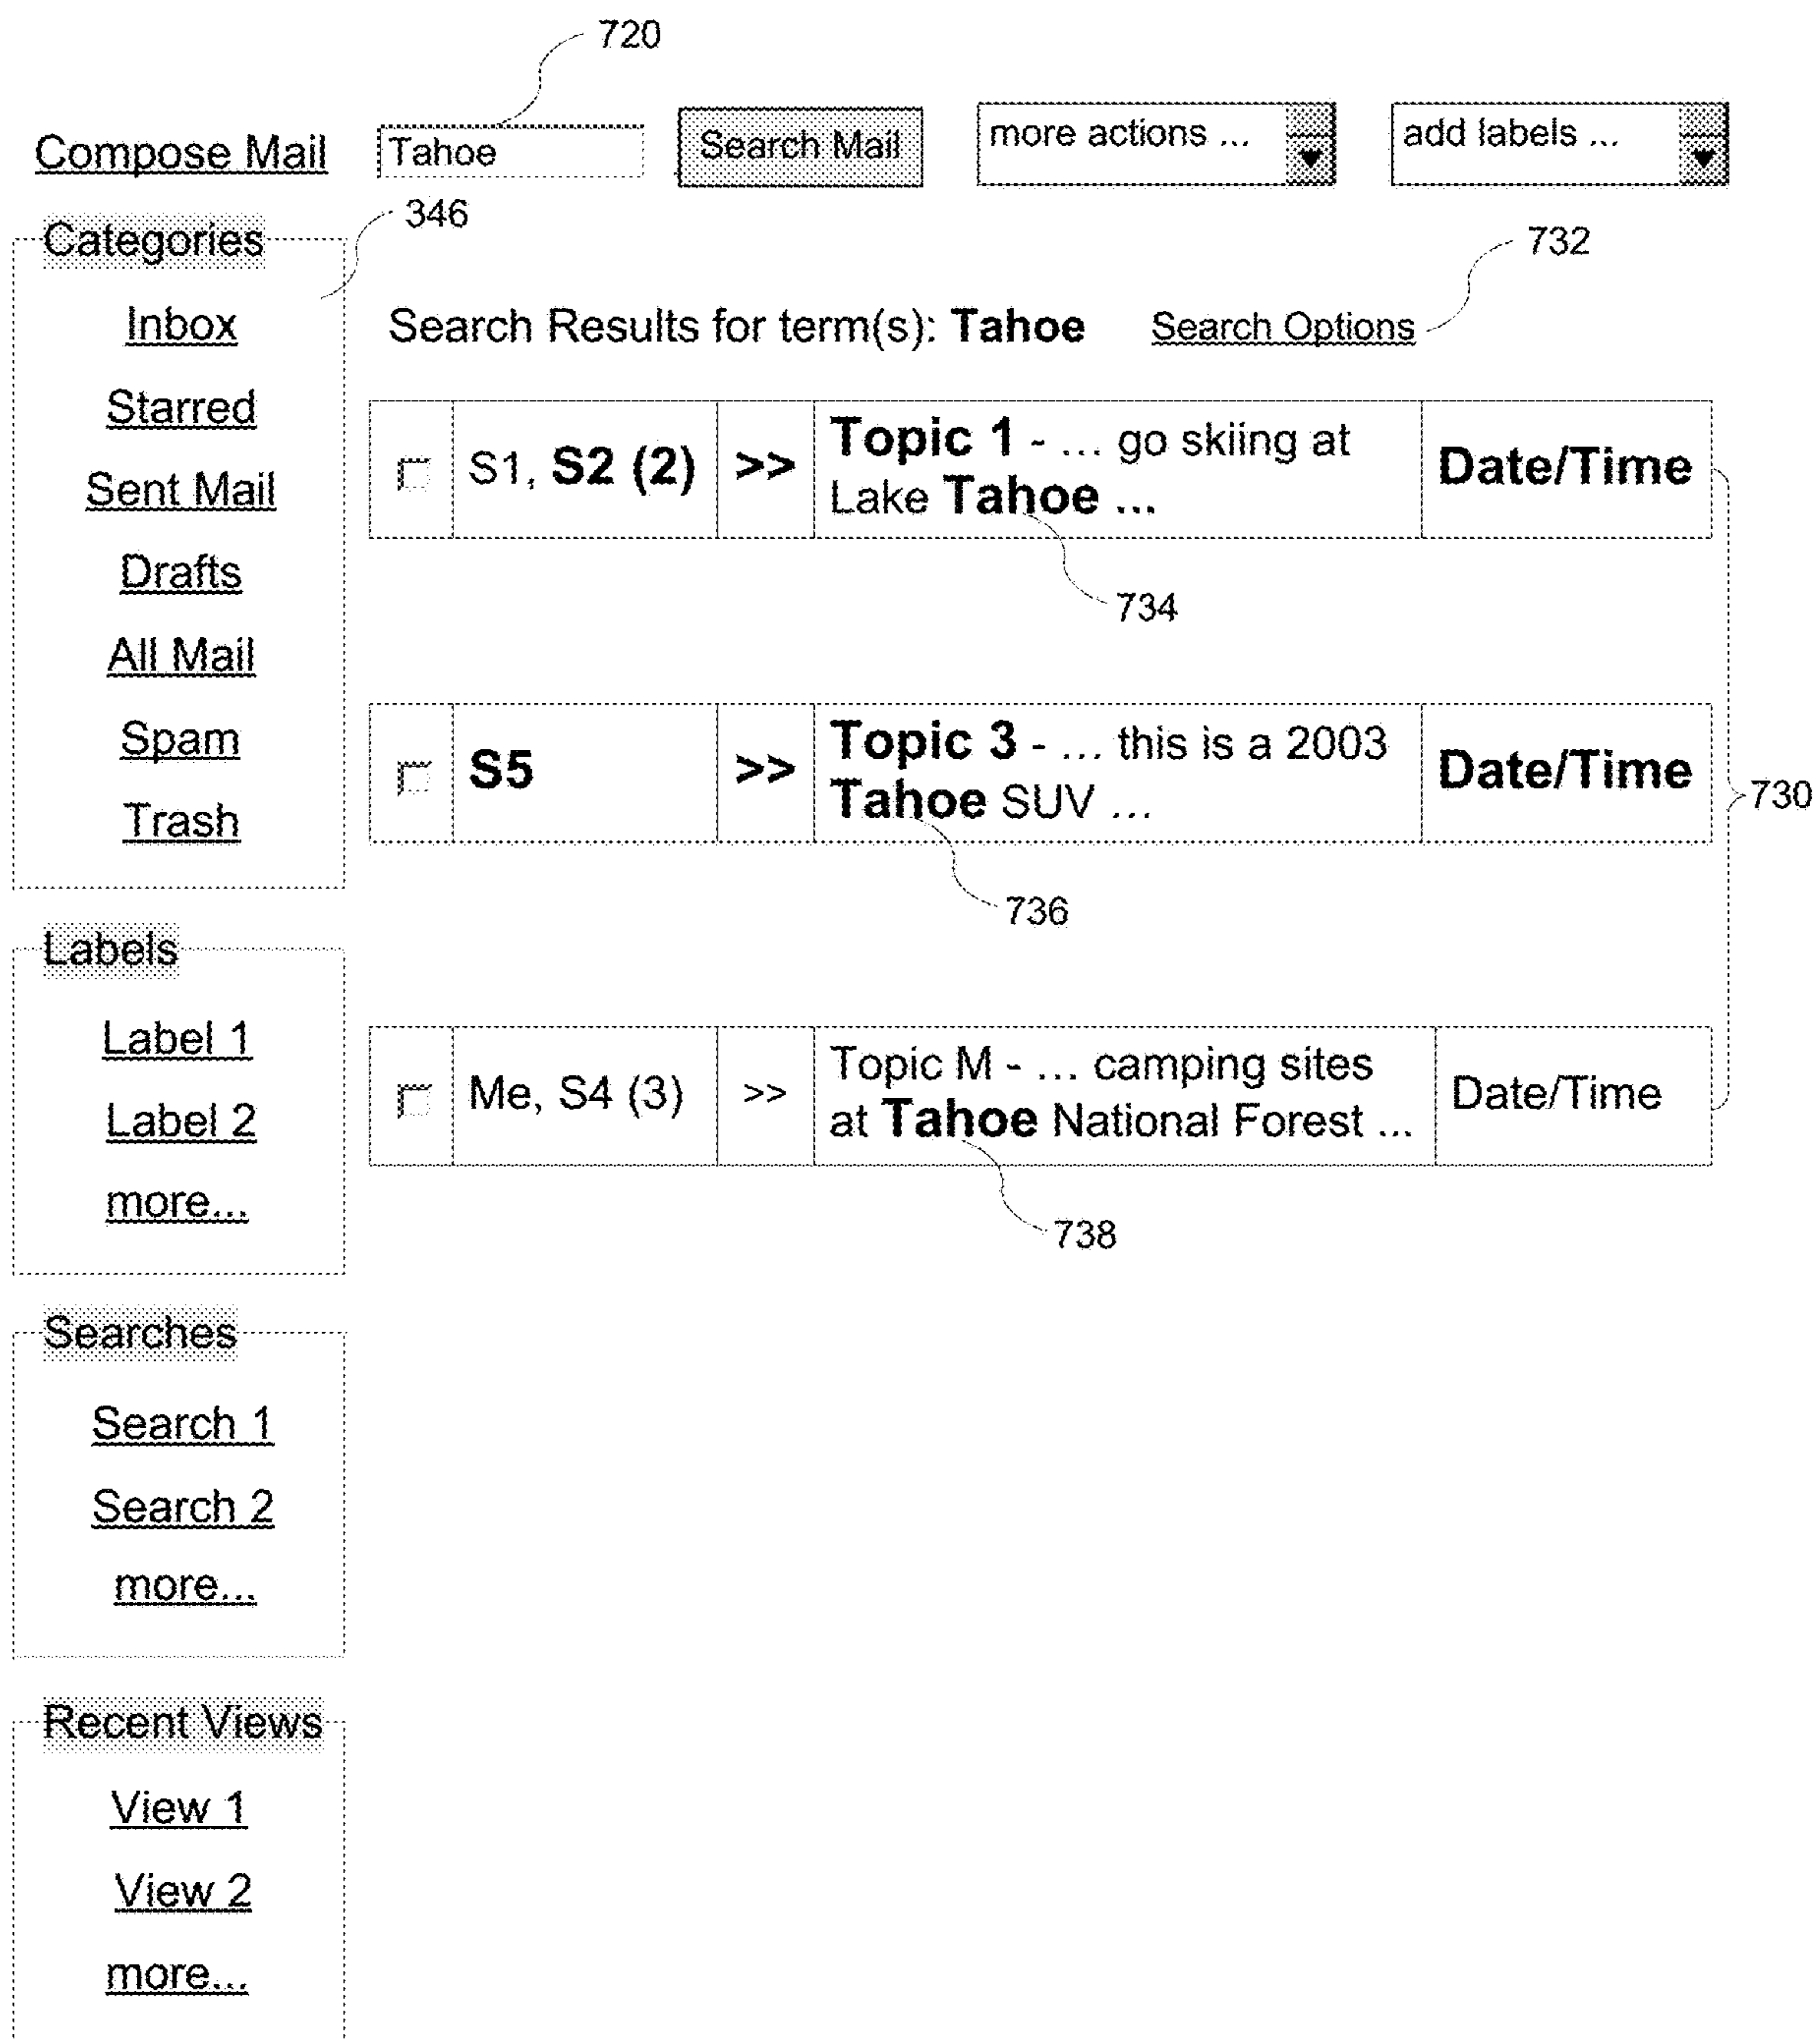 720
Compose Mail Tahoe Search Mail more actions ... add labels ...
346
Categories
732
Inbox
Search Results for term(s): Tahoe Search Options
Starred
Sent Mail
Drafts
All Mail
Spam
Trash
S1, S2 (2) >> Topic 1 - ... go skiing at
Lake Tahoe ...
Date/Time
734
S5 >> Topic 3 - ... this is a 2003
Tahoe SUV ...
Date/Time
730
736
Labels
Label 1
Label 2
more...
Me, S4 (3) >> Topic M - ... camping sites
at Tahoe National Forest ...
Date/Time
738
Searches
Search 1
Search 2
more...
Recent Views
View 1
View 2
more...